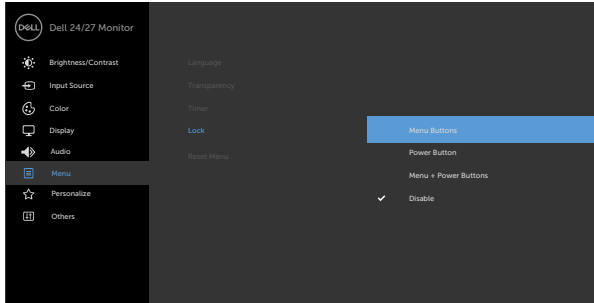 DELL Dell 24/27 Monitor
Brightness/Contrast
Input Source
Color
Display
Audio
Menu
Personalize
Others
Language
Transparency
Timer
Lock
Reset Menu
Menu Buttons
Power Button
Menu + Power Buttons
Disable